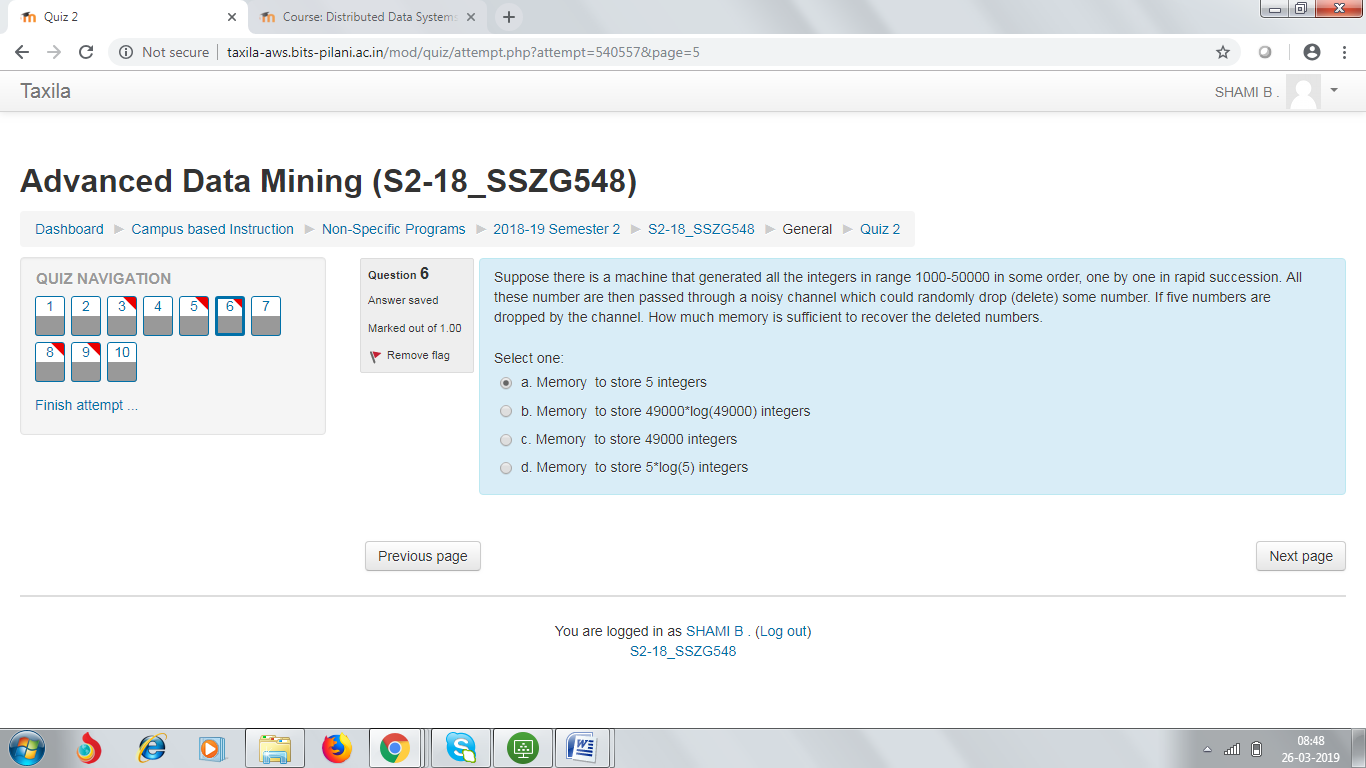 Quiz 2
Course: Distributed Data Systems
Not secure
taxila-aws.bits-pilani.ac.in/mod/quiz/attempt.php?attempt=540557&page=5
Taxila
SHAMI B .
Advanced Data Mining (S2-18_SSZG548)
Dashboard ► Campus based Instruction ► Non-Specific Programs ► 2018-19 Semester 2 ► S2-18_SSZG548 ► General ► Quiz 2
QUIZ NAVIGATION
1 2 3 4 5 6 7
8 9 10
Finish attempt ...
Question 6
Answer saved
Marked out of 1.00
Remove flag
Suppose there is a machine that generated all the integers in range 1000-50000 in some order, one by one in rapid succession. All
these number are then passed through a noisy channel which could randomly drop (delete) some number. If five numbers are
dropped by the channel. How much memory is sufficient to recover the deleted numbers.
Select one:
a. Memory to store 5 integers
b. Memory to store 49000*log(49000) integers
c. Memory to store 49000 integers
d. Memory to store 5*log(5) integers
Previous page
Next page
You are logged in as SHAMI B . (Log out)
S2-18_SSZG548
08:48
26-03-2019